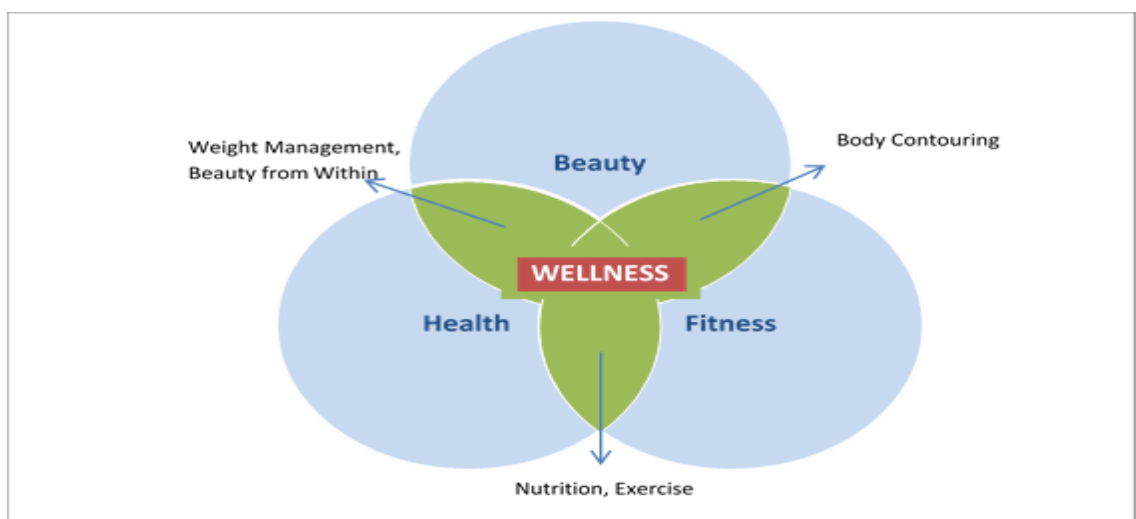 Weight Management,
Beauty from Within
Body Contouring
Beauty
WELLNESS
Health
Fitness
Nutrition, Exercise